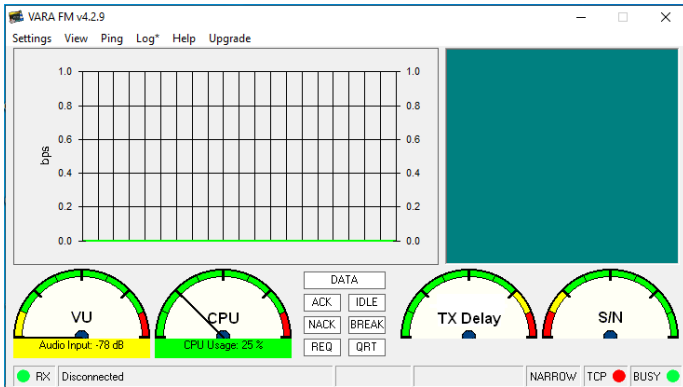 VARA FM v4.2.9
Settings View Ping Log* Help Upgrade
1.0 1.0
0.8 0.8
0.6 0.6
bps
0.4 0.4
0.2 0.2
0.0 0.0
DATA
ACK IDLE
NACK BREAK
REQ QRT
VU
Audio Input: -78 dB
CPU
CPU Usage: 25 %
TX Delay
S/N
RX Disconnected NARROW TCP BUSY